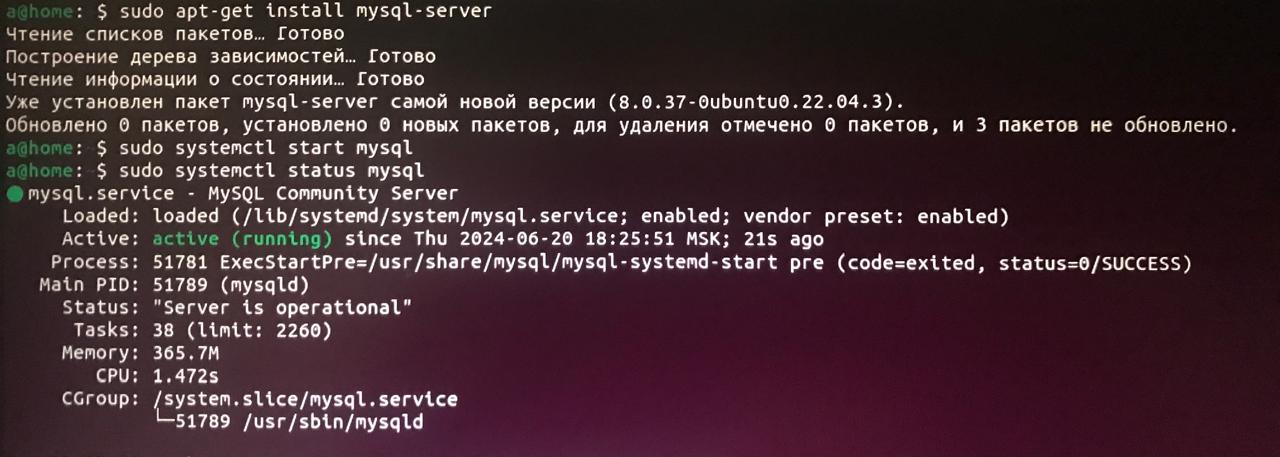 a@home: $ sudo apt-get install mysql-server
Чтение списков пакетов… Готово
Построение дерева зависимостей… Готово
Чтение информации о состоянии… Готово
Уже установлен пакет mysql-server самой новой версии (8.0.37-0ubuntu0.22.04.3).
Обновлено 0 пакетов, установлено 0 новых пакетов, для удаления отмечено 0 пакетов, и 3 пакетов не обновлено.
a@home: $ sudo systemctl start mysql
a@home: $ sudo systemctl status mysql
● mysql.service - MySQL Community Server
Loaded: loaded (/lib/systemd/system/mysql.service; enabled; vendor preset: enabled)
Active: active (running) since Thu 2024-06-20 18:25:51 MSK; 21s ago
Process: 51781 ExecStartPre=/usr/share/mysql/mysql-systemd-start pre (code=exited, status=0/SUCCESS)
Main PID: 51789 (mysqld)
Status: "Server is operational"
Tasks: 38 (limit: 2260)
Memory: 365.7M
CPU: 1.472s
CGroup: /system.slice/mysql.service
└─51789 /usr/sbin/mysqld